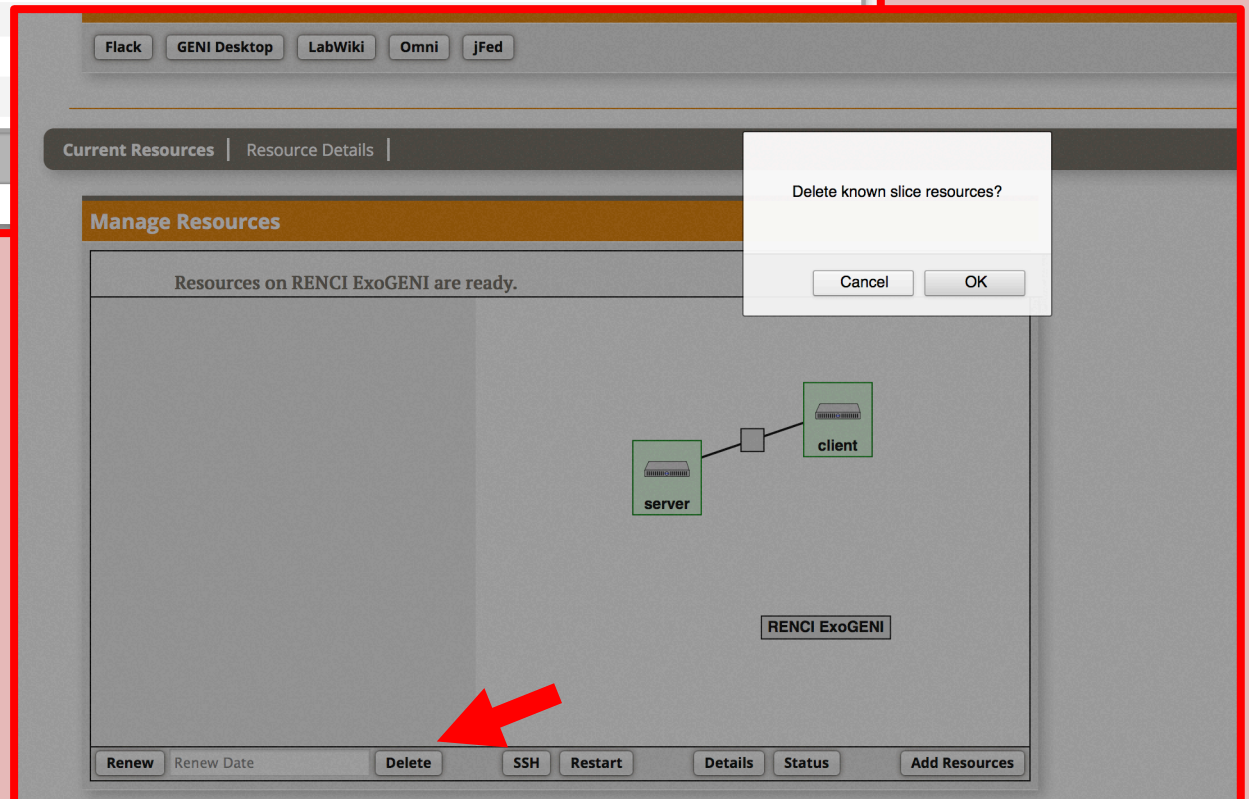 Flack GENI Desktop LabWiki Omni jFed
Current Resources Resource Details
Delete known slice resources?
Cancel OK
Manage Resources
Resources on RENCI ExoGENI are ready.
client
server
RENCI ExoGENI
Renew Renew Date Delete SSH Restart Details Status Add Resources